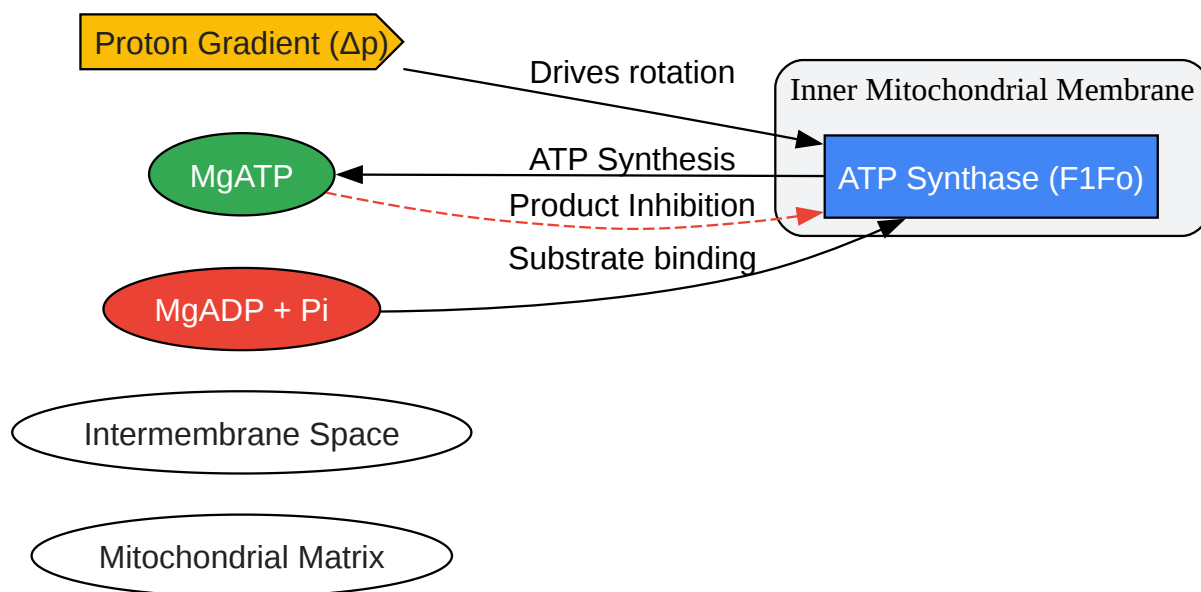 Proton Gradient (Δp)
Drives rotation
Inner Mitochondrial Membrane
MgATP
ATP Synthesis
ATP Synthase (F1Fo)
Product Inhibition
Substrate binding
MgADP + Pi
Intermembrane Space
Mitochondrial Matrix